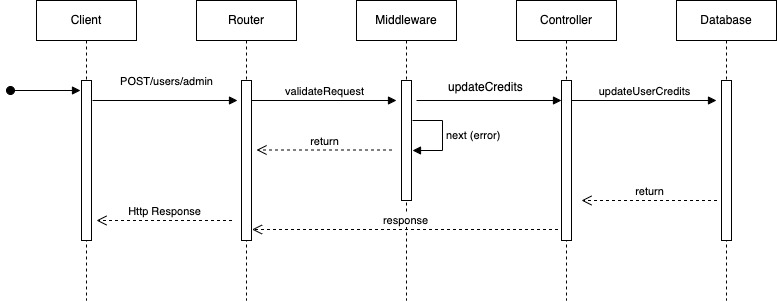 Client
Router
Middleware
Controller
Database
POST/users/admin
validateRequest
updateCredits
updateUserCredits
next (error)
return
return
Http Response
response